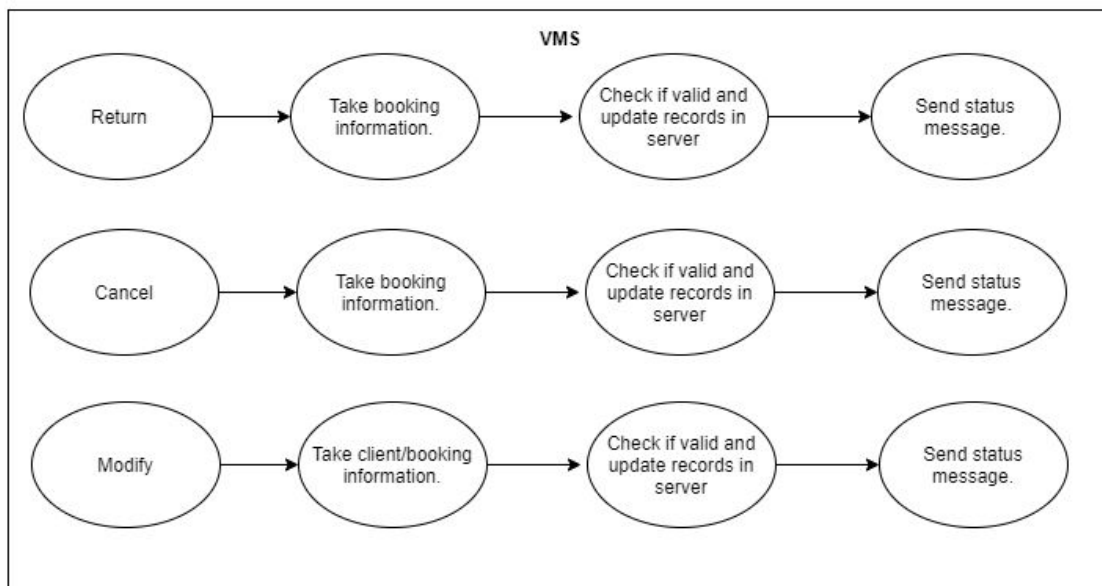 VMS
Return
Take booking
information.
Check if valid and
update records in
server
Send status
message.
Cancel
Take booking
information.
Check if valid and
update records in
server
Send status
message.
Modify
Take client/booking
information.
Check if valid and
update records in
server
Send status
message.